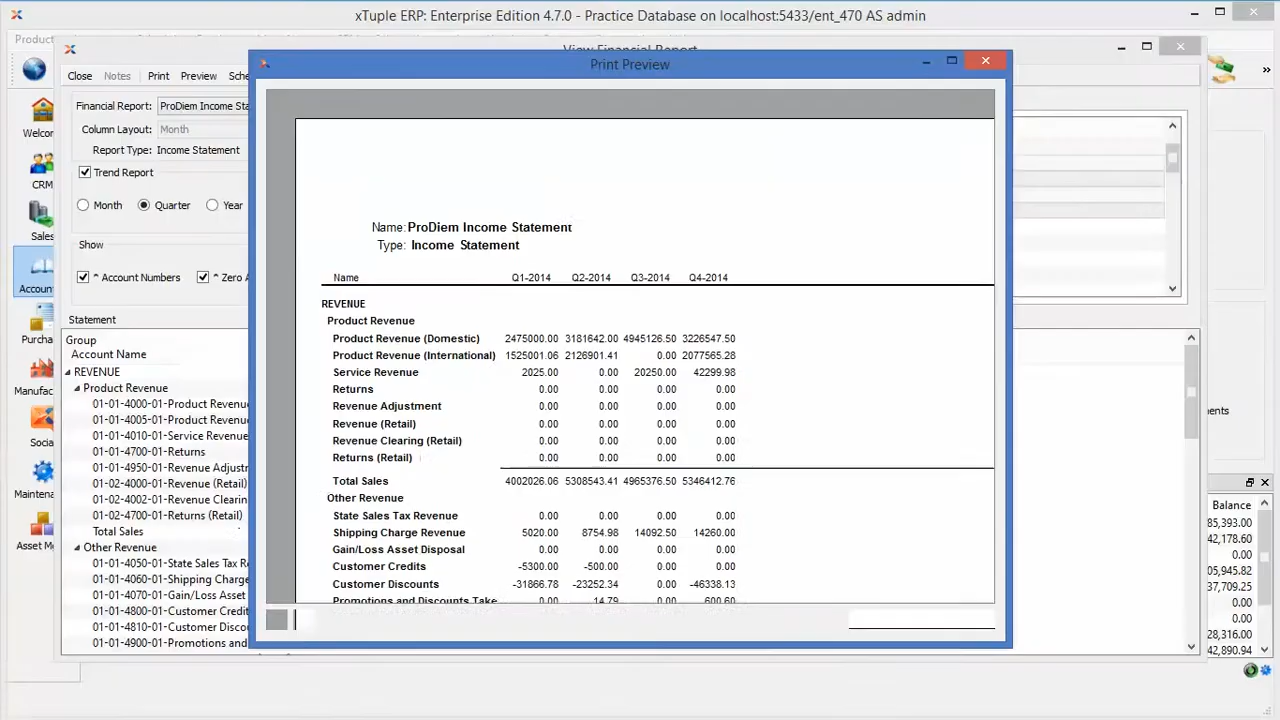 xTuple ERP: Enterprise Edition 4.7.0 - Practice Database on localhost:5433/ent_470 AS admin
Product
View Financial Report
Print Preview
Close Notes Print Preview
Financial Report: ProDiem Income
Column Layout: Month
Report Type: Income Statement
Trend Report
Month Quarter Year
Show
^ Account Numbers ^ Zero
Statement
Group
Account Name
REVENUE
Product Revenue
01-01-4000-01-Product Revenue
01-01-4005-01-Product Revenue
01-01-4010-01-Service Revenue
01-01-4700-01-Returns
01-01-4950-01-Revenue
01-02-4000-01-Revenue (Retail)
01-02-4002-01-Revenue
01-02-4700-01-Returns (Retail)
Total Sales
Other Revenue
01-01-4050-01-State Sales Tax
01-01-4060-01-Shipping Charge
01-01-4070-01-Gain/Loss Asset
01-01-4800-01-Customer
01-01-4810-01-Customer
01-01-4900-01-Promotions and
CRM
Sales
Asset
Name: ProDiem Income Statement
Type: Income Statement
Name Q1-2014 Q2-2014 Q3-2014 Q4-2014
REVENUE
Product Revenue
Product Revenue (Domestic) 2475000.00 3181642.00 4945126.50 3226547.50
Product Revenue (International) 1525001.06 2126901.41 0.00 2077565.28
Service Revenue 2025.00 0.00 20250.00 42299.98
Returns 0.00 0.00 0.00 0.00
Revenue Adjustment 0.00 0.00 0.00 0.00
Revenue (Retail) 0.00 0.00 0.00 0.00
Revenue Clearing (Retail) 0.00 0.00 0.00 0.00
Returns (Retail) 0.00 0.00 0.00 0.00
Total Sales 4002026.06 5308543.41 4965376.50 5346412.76
Other Revenue
State Sales Tax Revenue 0.00 0.00 0.00 0.00
Shipping Charge Revenue 5020.00 8754.98 14092.50 14260.00
Gain/Loss Asset Disposal 0.00 0.00 0.00 0.00
Customer Credits -5300.00 -500.00 0.00 0.00
Customer Discounts -31866.78 -23252.34 0.00 -46338.13
Promotions and Discounts Take 0.00 14.79 0.00 600.60
Balance
85,393.00
42,178.60
05,945.82
37,709.25
0.00
0.00
28,316.00
42,890.94